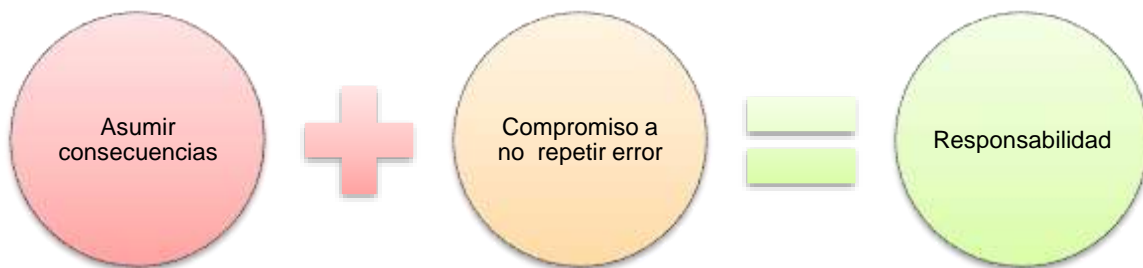 Asumir
consecuencias
Compromiso a
no repetir error
Responsabilidad